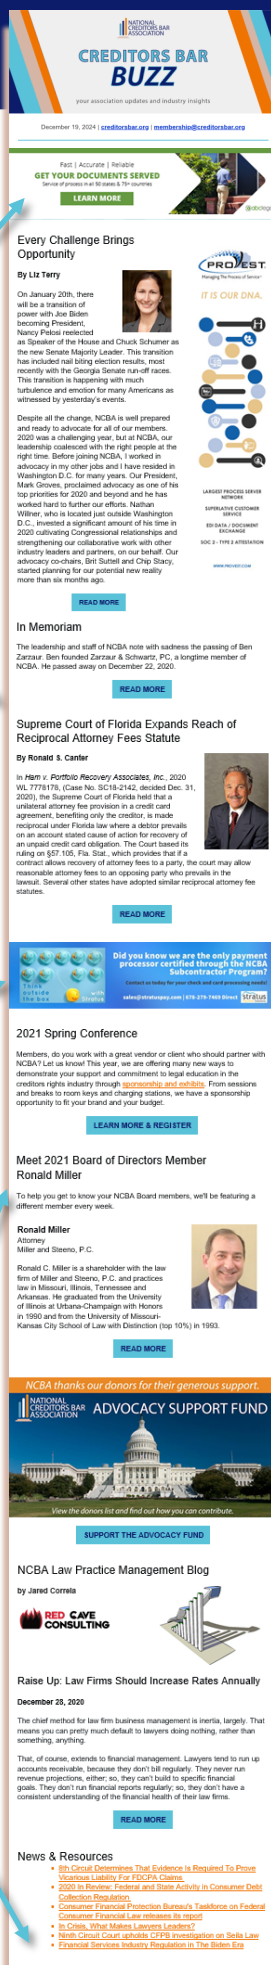 NATIONAL
CREDITORS BAR
ASSOCIATION
CREDITORS BAR
BUZZ
your association updates and industry insights
December 19, 2024 | creditorsbar.org | membership@creditorsbar.org
Fast | Accurate | Reliable
GET YOUR DOCUMENTS SERVED
Service of process in all 50 states & 75+ countries
LEARN MORE
@abclegal
Every Challenge Brings
Opportunity
By Liz Terry
On January 20th, there
will be a transition of
power with Joe Biden
becoming President,
Nancy Pelosi reelected
as Speaker of the House and Chuck Schumer as
the new Senate Majority Leader. This transition
has included nail biting election results, most
recently with the Georgia Senate run-off races.
This transition is happening with much
turbulence and emotion for many Americans as
witnessed by yesterday's events.
Despite all the change, NCBA is well prepared
and ready to advocate for all of our members.
2020 was a challenging year, but at NCBA, our
leadership coalesced with the right people at the
right time. Before joining NCBA, I worked in
advocacy in my other jobs and I have resided in
Washington D.C. for many years. Our President,
Mark Groves, proclaimed advocacy as one of his
top priorities for 2020 and beyond and he has
worked hard to further our efforts. Nathan
Willner, who is located just outside Washington
D.C., invested a significant amount of his time in
2020 cultivating Congressional relationships and
strengthening our collaborative work with other
industry leaders and partners, on our behalf. Our
advocacy co-chairs, Brit Suttell and Chip Stacy,
started planning for our potential new reality
more than six months ago.
READ MORE
PROVEST
Managing The Process of Service
IT IS OUR DNA.
LARGEST PROCESS SERVER
NETWORK
SUPERLATIVE CUSTOMER
SERVICE
EDI DATA / DOCUMENT
EXCHANGE
SOC 2 - TYPE 2 ATTESTATION
WWW.PROVEST.COM
In Memoriam
The leadership and staff of NCBA note with sadness the passing of Ben
Zarzaur. Ben founded Zarzaur & Schwartz, PC, a longtime member of
NCBA. He passed away on December 22, 2020.
READ MORE
Supreme Court of Florida Expands Reach of
Reciprocal Attorney Fees Statute
By Ronald S. Canter
In Ham v. Portfolio Recovery Associates, Inc., 2020
WL 7778178, (Case No. SC18-2142, decided Dec. 31,
2020), the Supreme Court of Florida held that a
unilateral attorney fee provision in a credit card
agreement, benefiting only the creditor, is made
reciprocal under Florida law where a debtor prevails
on an account stated cause of action for recovery of
an unpaid credit card obligation. The Court based its
ruling on §57.105, Fla. Stat., which provides that if a
contract allows recovery of attorney fees to a party, the court may allow
reasonable attorney fees to an opposing party who prevails in the
lawsuit. Several other states have adopted similar reciprocal attorney fee
statutes.
READ MORE
Think
outside
the box
with
Stratus
Did you know we are the only payment
processor certified through the NCBA
Subcontractor Program?
Contact us today for your check and card processing needs!
sales@stratuspay.com | 678-279-7469 Direct
stratus
2021 Spring Conference
Members, do you work with a great vendor or client who should partner with
NCBA? Let us know! This year, we are offering many new ways to
demonstrate your support and commitment to legal education in the
creditors rights industry through sponsorship and exhibits. From sessions
and breaks to room keys and charging stations, we have a sponsorship
opportunity to fit your brand and your budget.
LEARN MORE & REGISTER
Meet 2021 Board of Directors Member
Ronald Miller
To help you get to know your NCBA Board members, we'll be featuring a
different member every week.
Ronald Miller
Attorney
Miller and Steeno, P.C.
Ronald C. Miller is a shareholder with the law
firm of Miller and Steeno, P.C. and practices
law in Missouri, Illinois, Tennessee and
Arkansas. He graduated from the University
of Illinois at Urbana-Champaign with Honors
in 1990 and from the University of Missouri-
Kansas City School of Law with Distinction (top 10%) in 1993.
READ MORE
NCBA thanks our donors for their generous support.
NATIONAL
CREDITORS BAR
ASSOCIATION
ADVOCACY SUPPORT FUND
View the donors list and find out how you can contribute.
SUPPORT THE ADVOCACY FUND
NCBA Law Practice Management Blog
by Jared Correia
RED CAVE
CONSULTING
Raise Up: Law Firms Should Increase Rates Annually
December 28, 2020
The chief method for law firm business management is inertia, largely. That
means you can pretty much default to lawyers doing nothing, rather than
something, anything.
That, of course, extends to financial management. Lawyers tend to run up
accounts receivable, because they don't bill regularly. They never run
revenue projections, either; so, they can't build to specific financial
goals. They don't run financial reports regularly; so, they don't have a
consistent understanding of the financial health of their law firms.
READ MORE
News & Resources
8th Circuit Determines That Evidence Is Required To Prove
Vicarious Liability For FDCPA Claims
2020 In Review: Federal and State Activity in Consumer Debt
Collection Regulation
Consumer Financial Protection Bureau's Taskforce on Federal
Consumer Financial Law releases its report
In Crisis, What Makes Lawyers Leaders?
Ninth Circuit Court upholds CFPB investigation on Seila Law
Financial Services Industry Regulation in The Biden Era